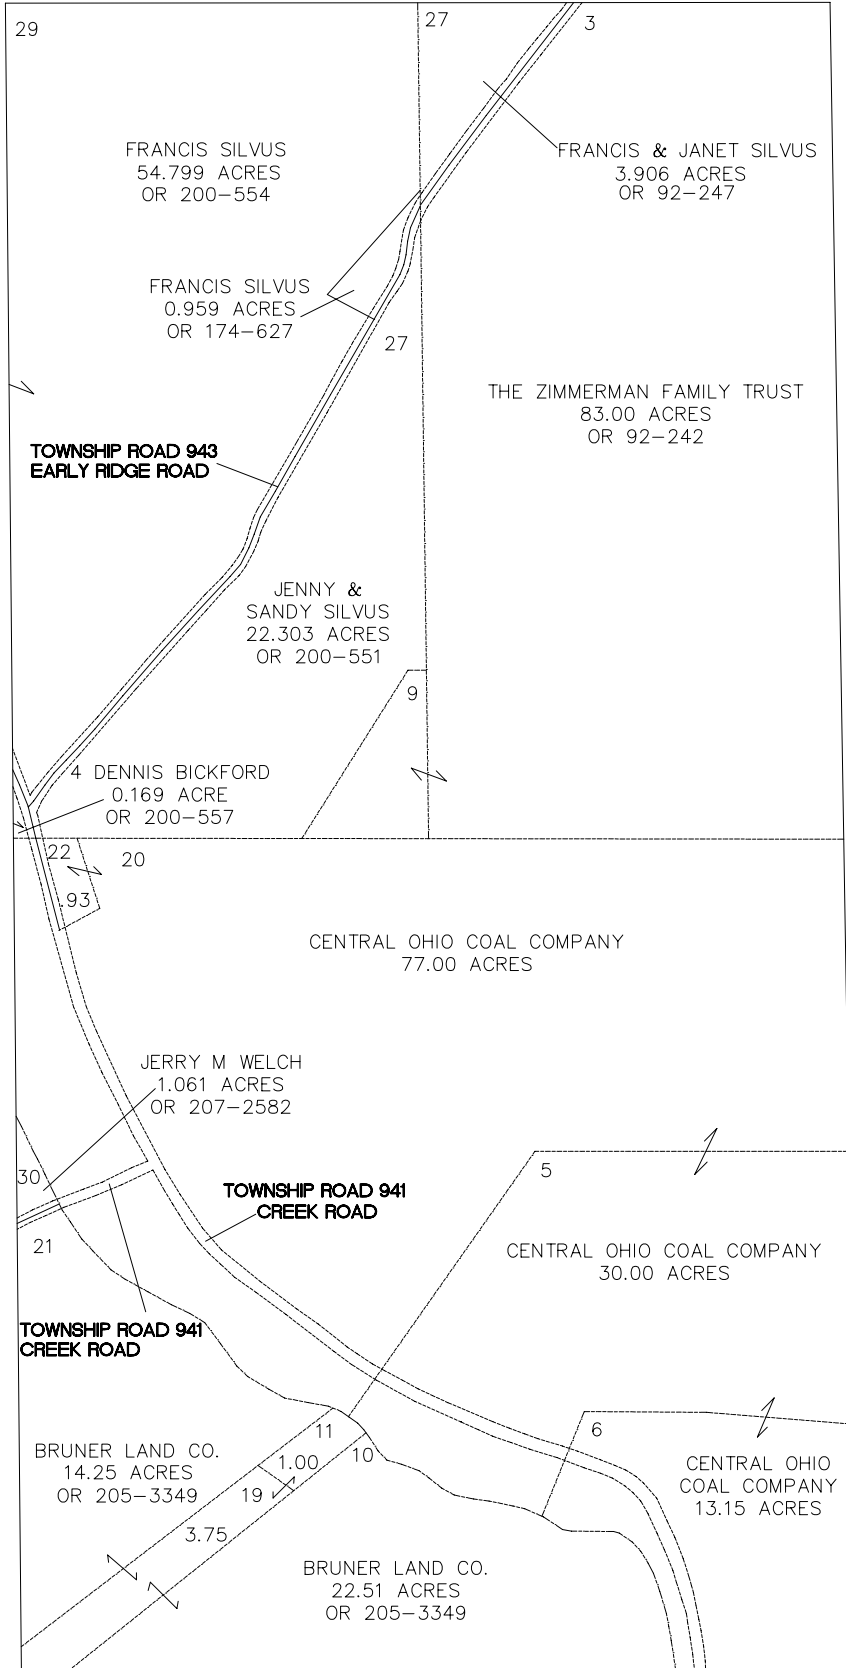 29
27
3
FRANCIS SILVUS
54.799 ACRES
OR 200-554
FRANCIS & JANET SILVUS
3.906 ACRES
OR 92-247
FRANCIS SILVUS
0.959 ACRES
OR 174-627
27
THE ZIMMERMAN FAMILY TRUST
83.00 ACRES
OR 92-242
TOWNSHIP ROAD 943
EARLY RIDGE ROAD
JENNY &
SANDY SILVUS
22.303 ACRES
OR 200-551
9
4 DENNIS BICKFORD
0.169 ACRE
OR 200-557
22
20
.93
CENTRAL OHIO COAL COMPANY
77.00 ACRES
JERRY M WELCH
1.061 ACRES
OR 207-2582
30
5
TOWNSHIP ROAD 941
CREEK ROAD
21
CENTRAL OHIO COAL COMPANY
30.00 ACRES
TOWNSHIP ROAD 941
CREEK ROAD
6
11
10
BRUNER LAND CO.
14.25 ACRES
OR 205-3349
1.00
19
3.75
CENTRAL OHIO
COAL COMPANY
13.15 ACRES
BRUNER LAND CO.
22.51 ACRES
OR 205-3349